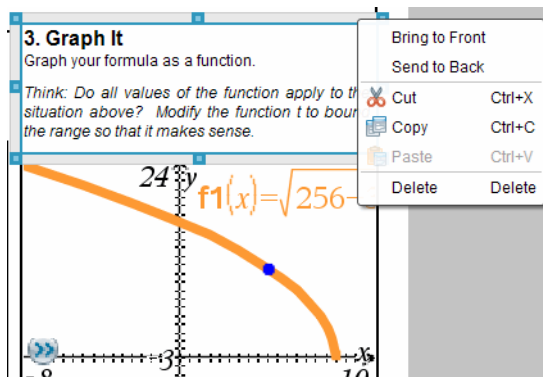 3. Graph It
Graph your formula as a function.
Think: Do all values of the function apply to
situation above? Modify the function t to
the range so that it makes sense.
Bring to Front
Send to Back
Cut Ctrl+X
Copy Ctrl+C
Paste Ctrl+V
Delete Delete
24 y
f1(x)=√256-
3 x
-8 10